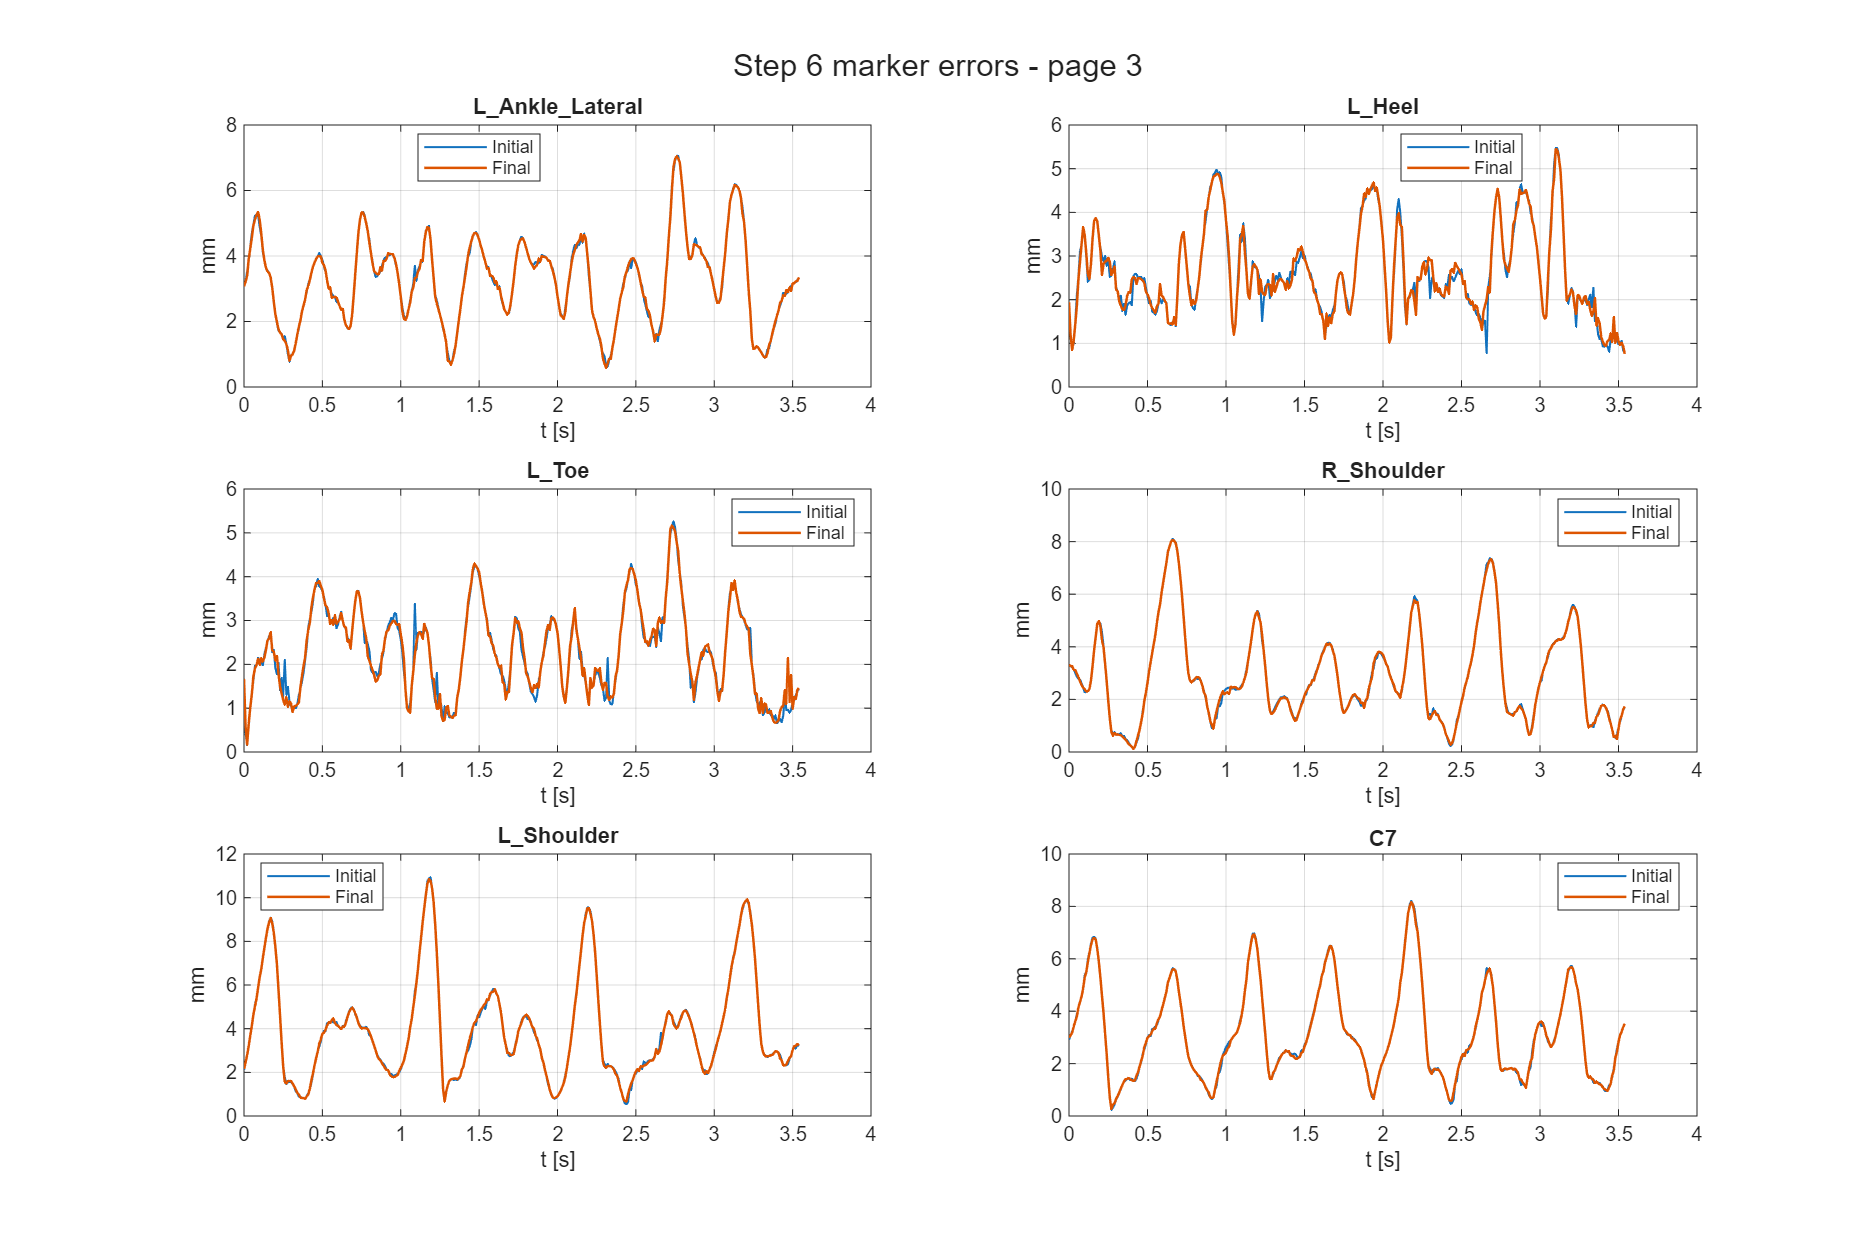 Step 6 marker errors - page 3
L_Ankle_Lateral
8
6
4
2
0
mm
Initial
Final
0 0.5 1 1.5 2 2.5 3 3.5 4
t [s]
L_Heel
6
5
4
3
2
1
0
mm
Initial
Final
0 0.5 1 1.5 2 2.5 3 3.5 4
t [s]
L_Toe
6
5
4
3
2
1
0
mm
Initial
Final
0 0.5 1 1.5 2 2.5 3 3.5 4
t [s]
R_Shoulder
10
8
6
4
2
0
mm
Initial
Final
0 0.5 1 1.5 2 2.5 3 3.5 4
t [s]
L_Shoulder
12
10
8
6
4
2
0
mm
Initial
Final
0 0.5 1 1.5 2 2.5 3 3.5 4
t [s]
C7
10
8
6
4
2
0
mm
Initial
Final
0 0.5 1 1.5 2 2.5 3 3.5 4
t [s]